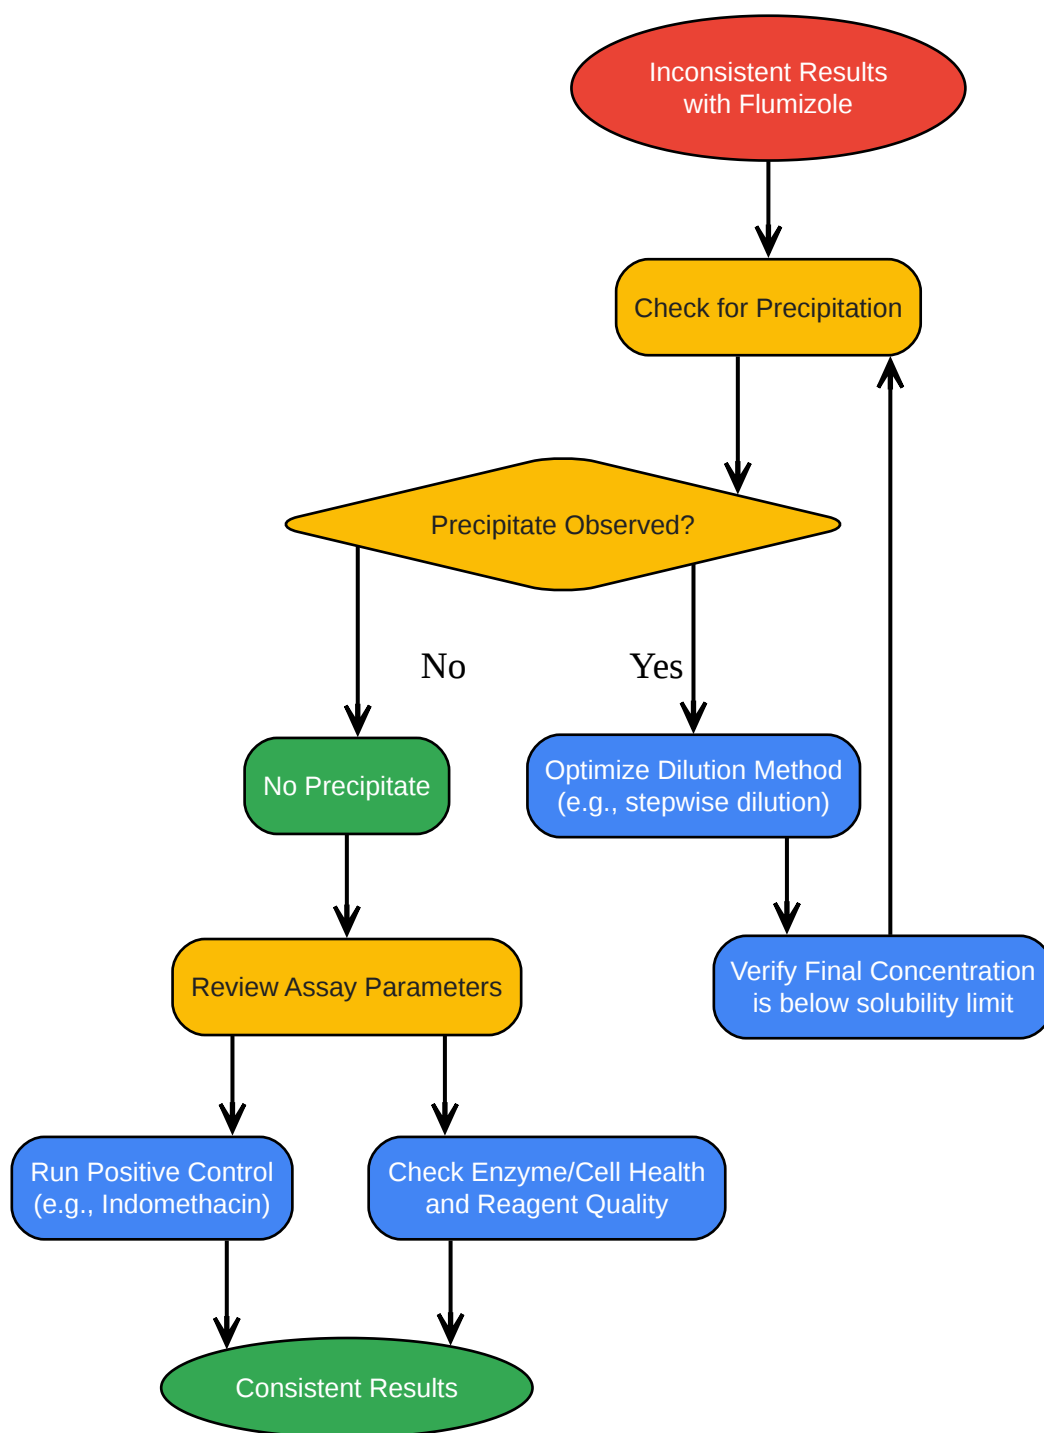 Inconsistent Results
with Flumizole
Check for Precipitation
Precipitate Observed?
No
Yes
No Precipitate
Optimize Dilution Method
(e.g., stepwise dilution)
Review Assay Parameters
Verify Final Concentration
is below solubility limit
Run Positive Control
(e.g., Indomethacin)
Check Enzyme/Cell Health
and Reagent Quality
Consistent Results